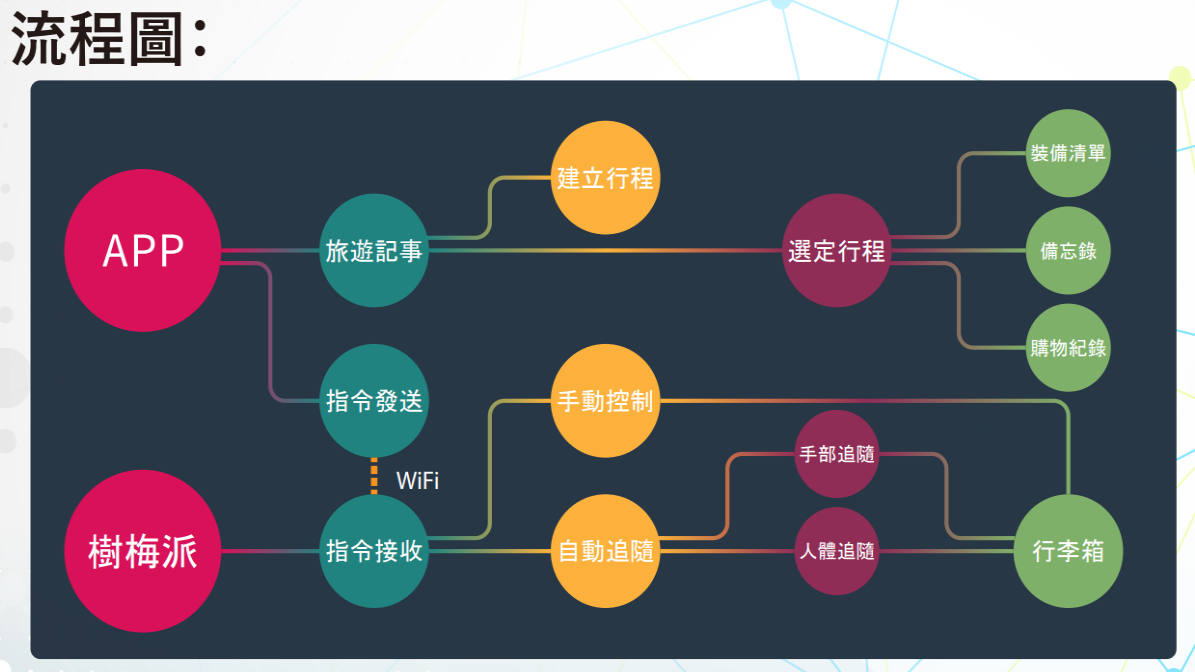 流程圖：
APP
旅遊記事
建立行程
選定行程
裝備清單
備忘錄
購物紀錄
指令發送
手動控制
WiFi
手部追隨
樹梅派
指令接收
自動追隨
人體追隨
行李箱